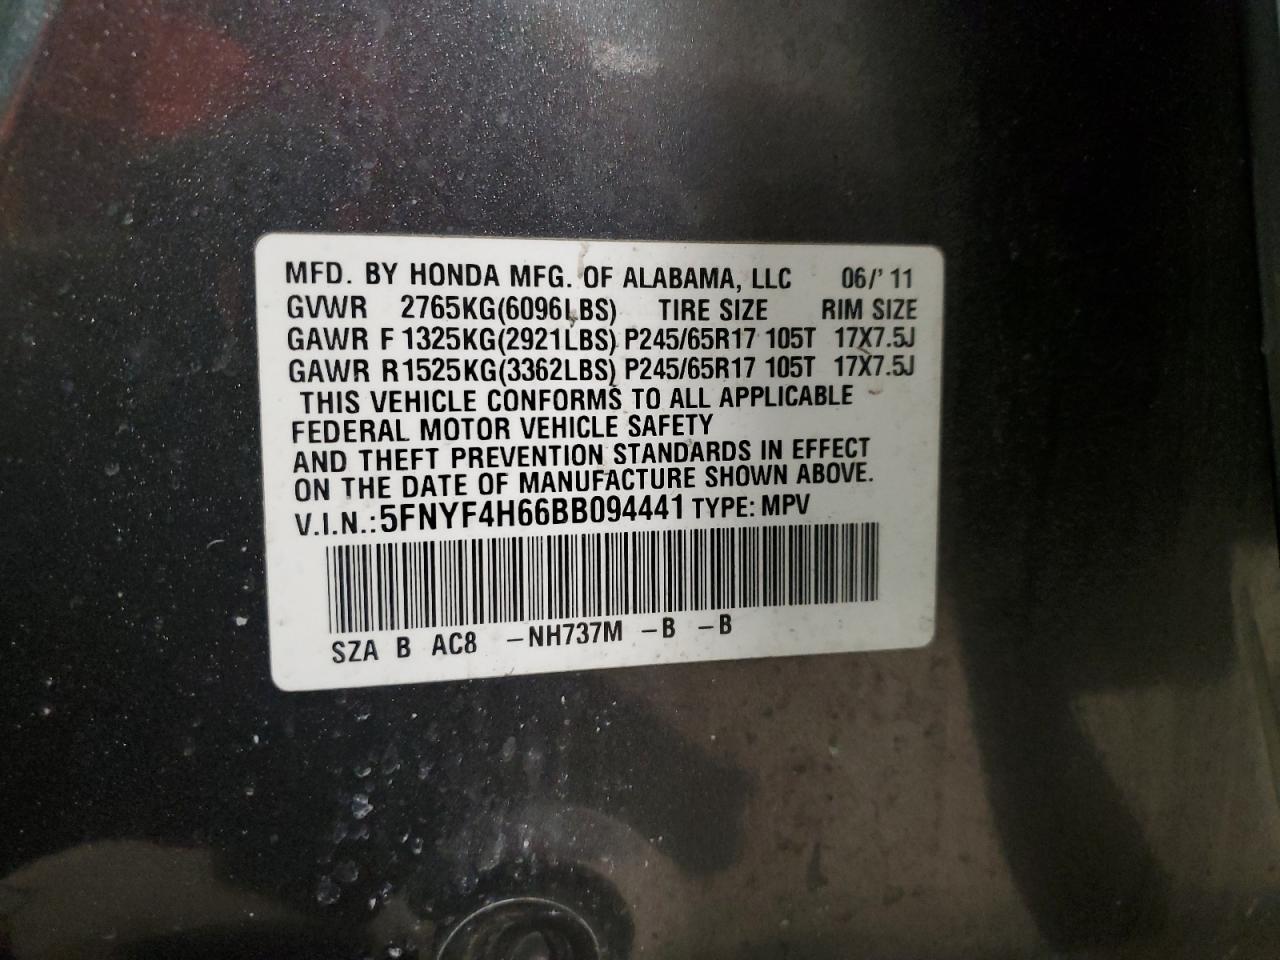 MFD. BY HONDA MFG. OF ALABAMA, LLC 06/' 11
GVWR 2765KG(6096LBS) TIRE SIZE RIM SIZE
GAWR F 1325KG(2921LBS) P245/65R17 105T 17X7.5J
GAWR R 1525KG(3362LBS) P245/65R17 105T 17X7.5J
THIS VEHICLE CONFORMS TO ALL APPLICABLE
FEDERAL MOTOR VEHICLE SAFETY
AND THEFT PREVENTION STANDARDS IN EFFECT
ON THE DATE OF MANUFACTURE SHOWN ABOVE.
V.I.N.: 5FNYF4H66BB094441 TYPE: MPV
SZA B AC8 -NH737M -B -B